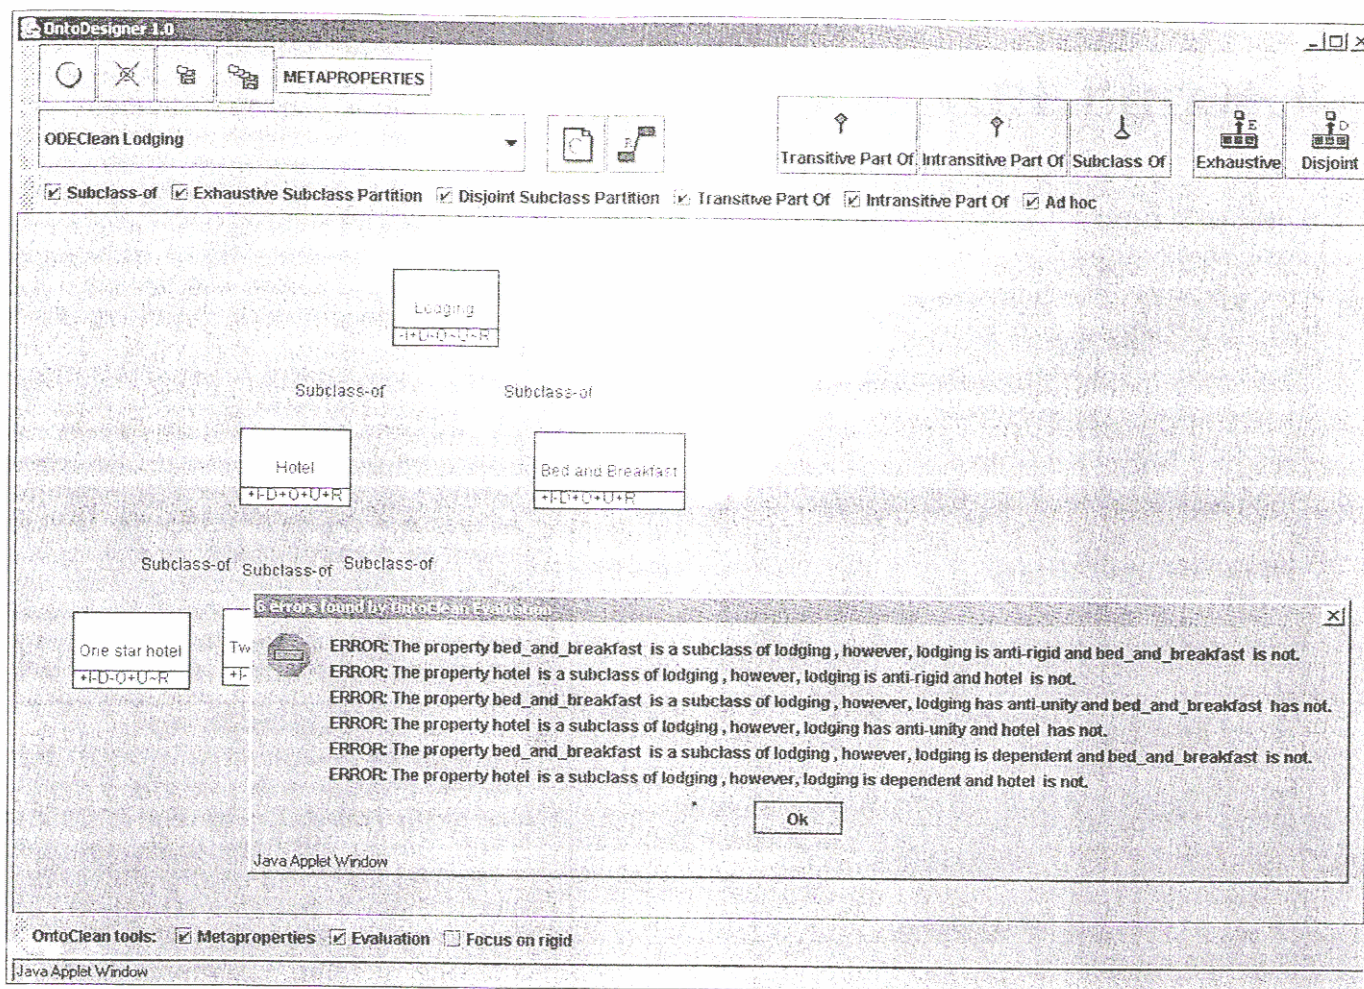 OntoDesigner 1.0
METAPROPERTIES
ODEClean Lodging
Transitive Part Of Intransitive Part Of Subclass Of Exhaustive Disjoint
Subclass-of Exhaustive Subclass Partition Disjoint Subclass Partition Transitive Part Of Intransitive Part Of Ad hoc
Lodging
-I+D-O~U~R
Subclass-of Subclass-of
Hotel Bed and Breakfast
+I-D+O+U+R +I-D+O+U+R
Subclass-of Subclass-of Subclass-of
6 errors found by OntoClean Evaluation
One star hotel Tw
+I-D-O+U~R +I-
ERROR: The property bed_and_breakfast is a subclass of lodging , however, lodging is anti-rigid and bed_and_breakfast is not.
ERROR: The property hotel is a subclass of lodging , however, lodging is anti-rigid and hotel is not.
ERROR: The property bed_and_breakfast is a subclass of lodging , however, lodging has anti-unity and bed_and_breakfast has not.
ERROR: The property hotel is a subclass of lodging , however, lodging has anti-unity and hotel has not.
ERROR: The property bed_and_breakfast is a subclass of lodging , however, lodging is dependent and bed_and_breakfast is not.
ERROR: The property hotel is a subclass of lodging , however, lodging is dependent and hotel is not.
Ok
Java Applet Window
OntoClean tools: Metaproperties Evaluation Focus on rigid
Java Applet Window